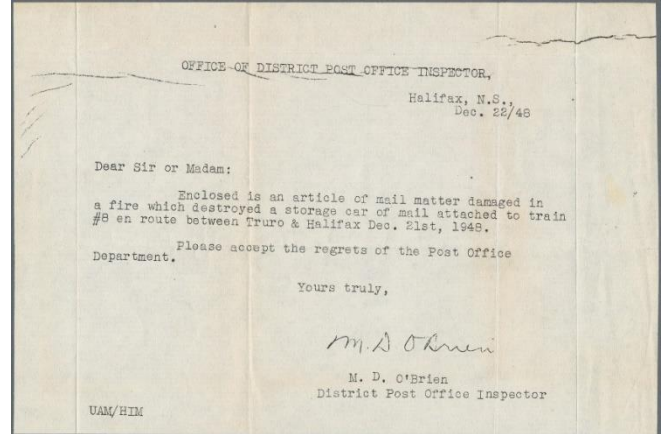 OFFICE OF DISTRICT POST OFFICE INSPECTOR,
Halifax, N.S.,
Dec. 22/48
Dear Sir or Madam:
Enclosed is an article of mail matter damaged in
a fire which destroyed a storage car of mail attached to train
#8 en route between Truro & Halifax Dec. 21st, 1948.
Please accept the regrets of the Post Office
Department.
Yours truly,
M. D O'Brien
M. D. O'Brien
District Post Office Inspector
UAM/HIM